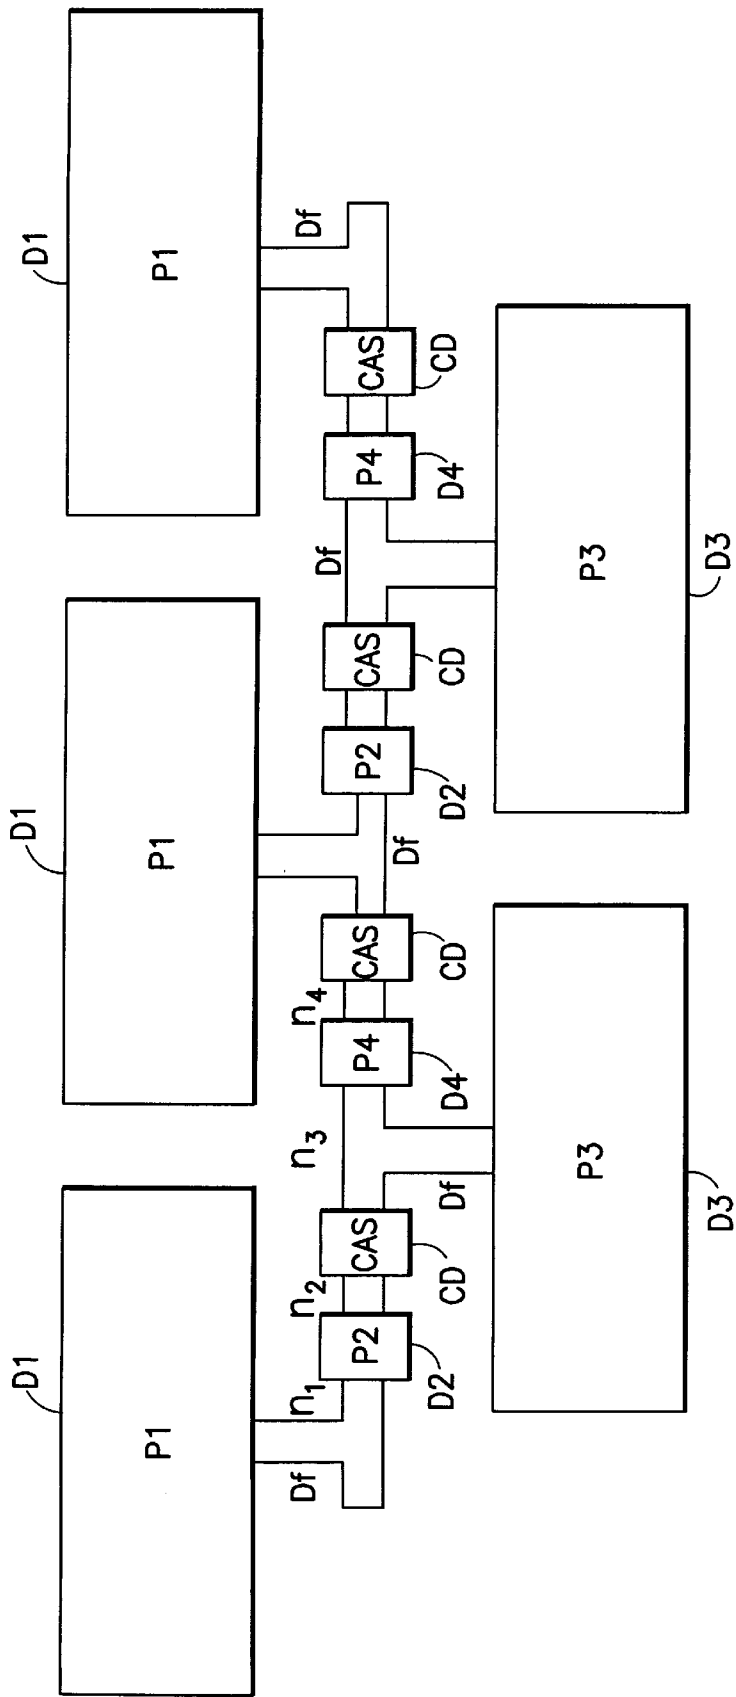 D1 D1 D1
P1 P1 P1
Df n1 n2 n3 n4 Df Df
P2 CAS P4 CAS P2 CAS P4 CAS
D2 CD Df D4 CD Df D2 CD D4 CD
P3 P3
D3 D3